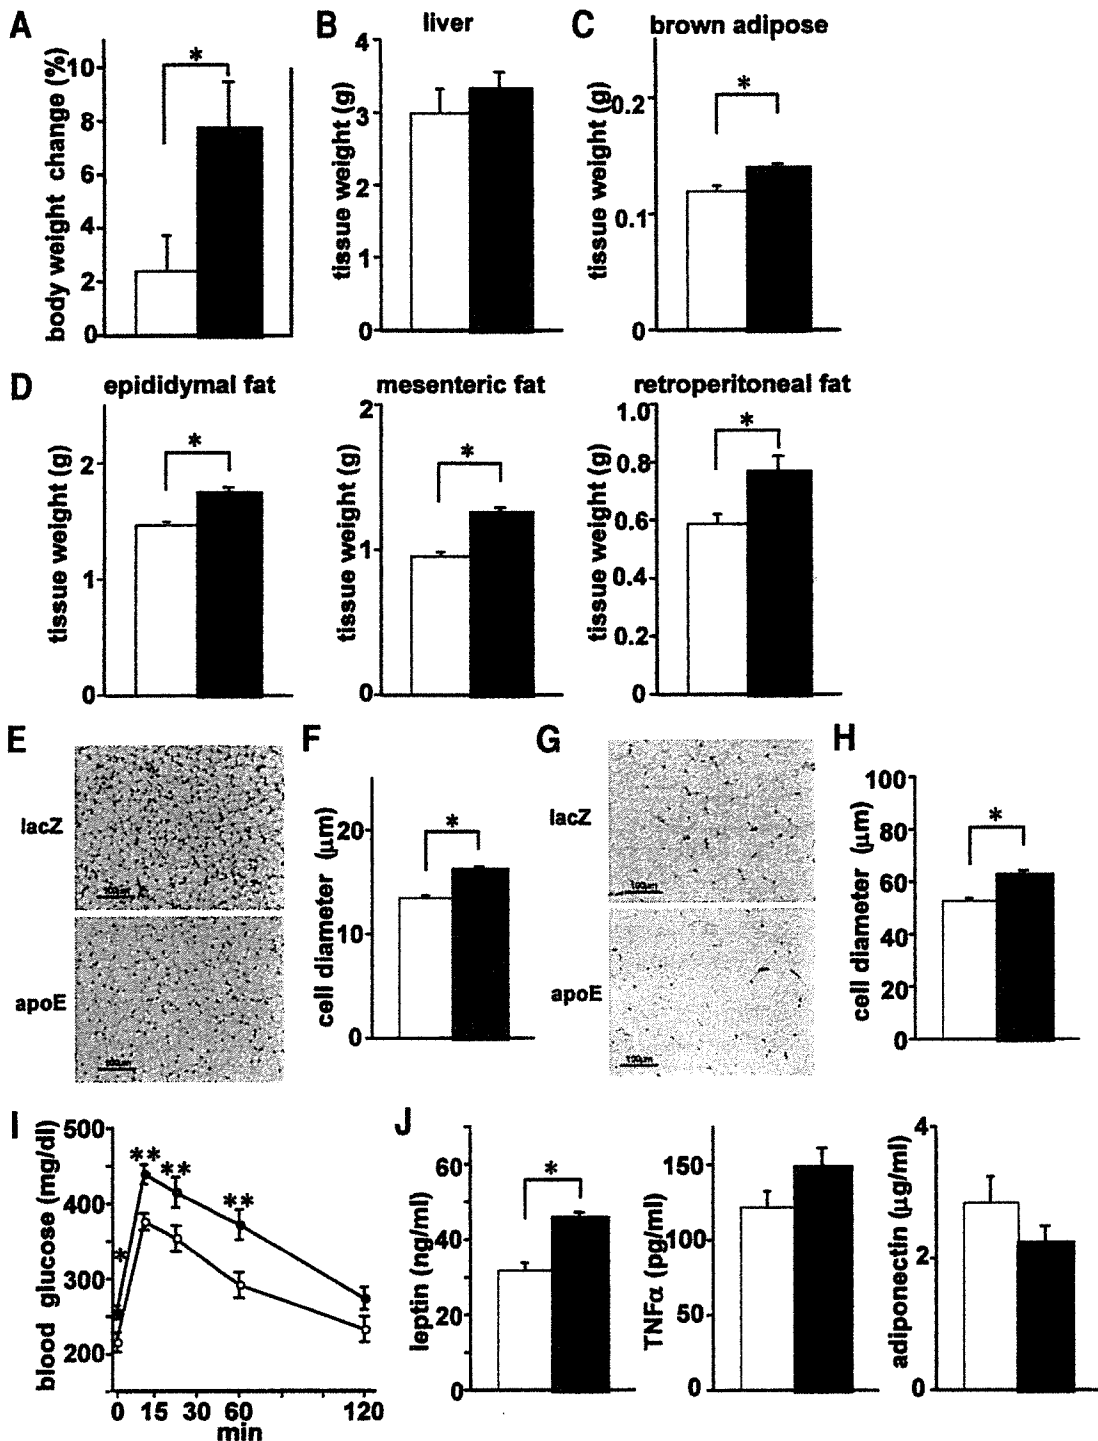 A
body weight change (%)
10
8
6
4
2
0
*
B
liver
tissue weight (g)
4
3
2
1
0
C
brown adipose
tissue weight (g)
0.2
0.1
0
*
D
epididymal fat
tissue weight (g)
2
1
0
*
mesenteric fat
tissue weight (g)
2
1
0
*
retroperitoneal fat
tissue weight (g)
1.0
0.8
0.6
0.4
0.2
0
*
E
lacZ
100µm
apoE
100µm
F
cell diameter (µm)
20
10
0
*
G
lacZ
100µm
apoE
100µm
H
cell diameter (µm)
100
80
60
40
20
0
*
I
blood glucose (mg/dl)
500
400
300
200
*
**
**
**
0 15 30 60 120
min
J
leptin (ng/ml)
60
40
20
0
*
TNFα (pg/ml)
150
100
50
0
adiponectin (µg/ml)
4
2
0